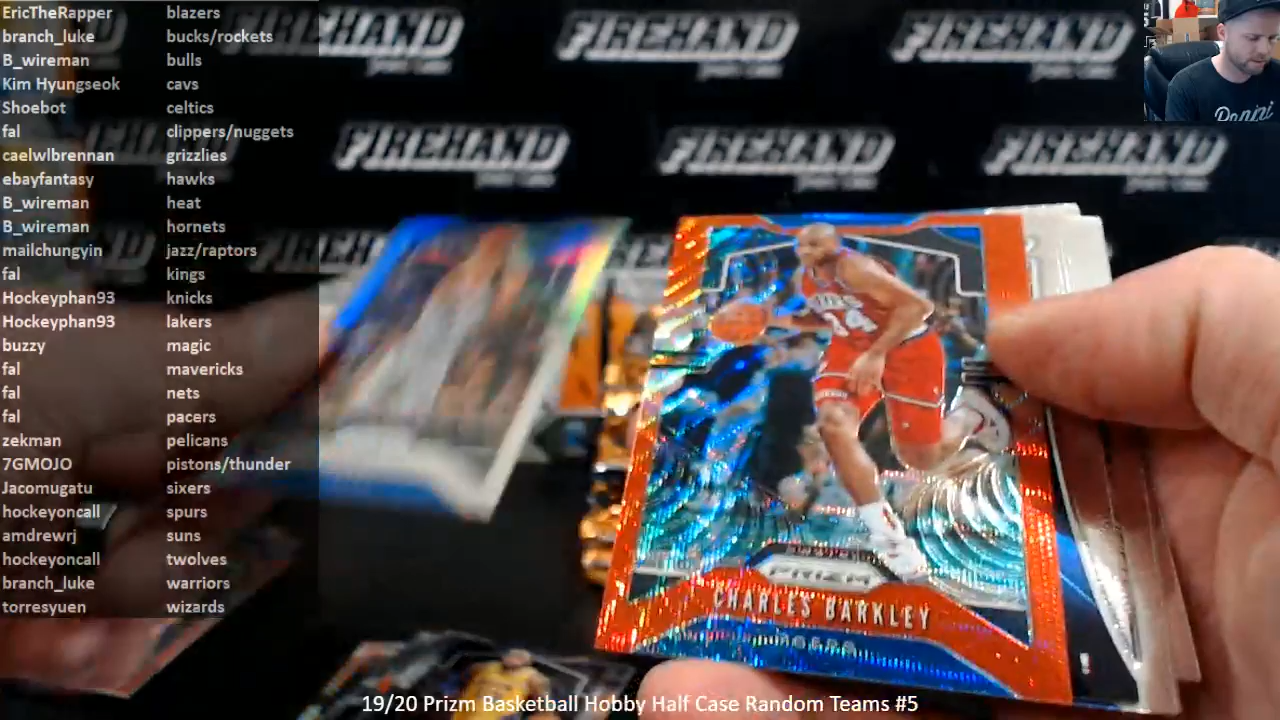 EricTheRapper blazers
branch_luke bucks/rockets
B_wireman bulls
Kim Hyungseok cavs
Shoebot celtics
fal clippers/nuggets
caelwlbrennan grizzlies
ebayfantasy hawks
B_wireman heat
B_wireman hornets
mailchungyin jazz/raptors
fal kings
Hockeyphan93 knicks
Hockeyphan93 lakers
buzzy magic
fal mavericks
fal nets
fal pacers
zekman pelicans
7GMOJO pistons/thunder
Jacomugatu sixers
hockeyoncall spurs
amdrewrj suns
hockeyoncall twolves
branch_luke warriors
torresyuen wizards
FIREHAND FIREHAND FIREHAND
FIREHAND FIREHAND FIREHAND
Panini
34
PRIZM
CHARLES BARKLEY
19/20 Prizm Basketball Hobby Half Case Random Teams #5